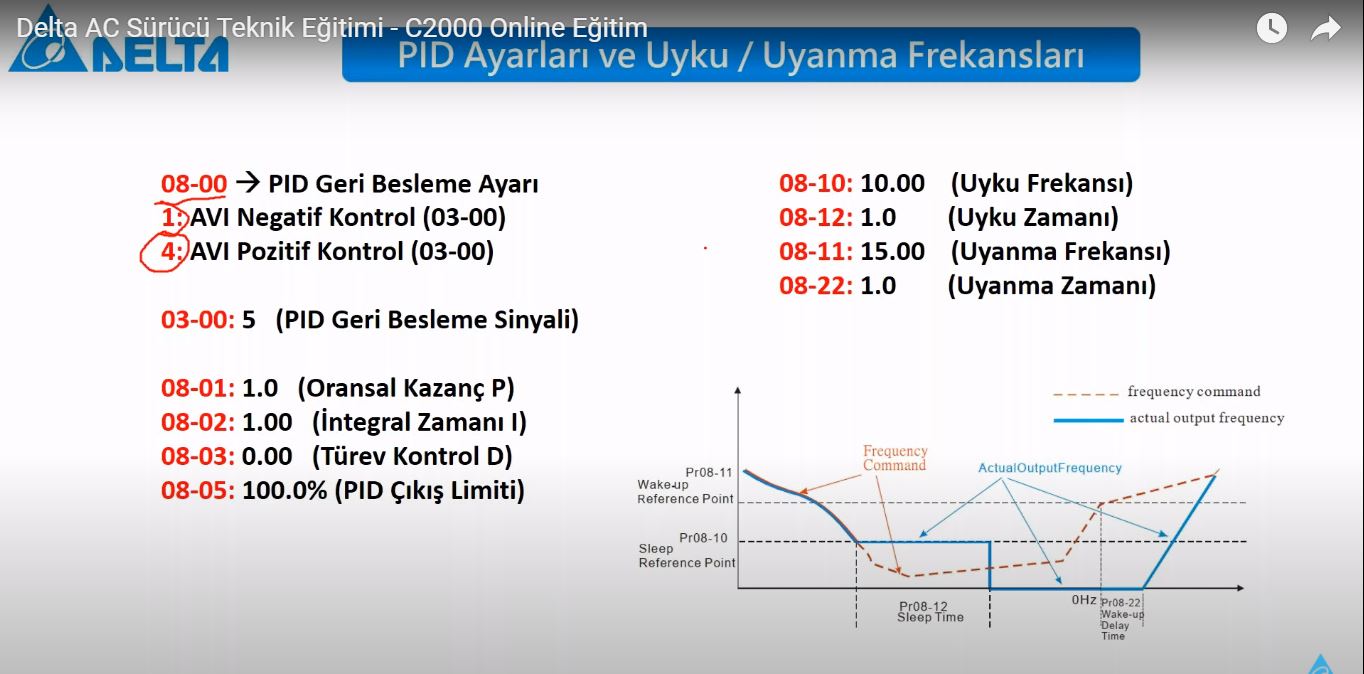 Delta AC Sürücü Teknik Eğitimi - C2000 Online Eğitim
DELTA
PID Ayarları ve Uyku / Uyanma Frekansları
08-00 → PID Geri Besleme Ayarı
1: AVI Negatif Kontrol (03-00)
4: AVI Pozitif Kontrol (03-00)
03-00: 5 (PID Geri Besleme Sinyali)
08-01: 1.0 (Oransal Kazanç P)
08-02: 1.00 (İntegral Zamanı I)
08-03: 0.00 (Türev Kontrol D)
08-05: 100.0% (PID Çıkış Limiti)
08-10: 10.00 (Uyku Frekansı)
08-12: 1.0 (Uyku Zamanı)
08-11: 15.00 (Uyanma Frekansı)
08-22: 1.0 (Uyanma Zamanı)
frequency command
actual output frequency
Frequency
Command
ActualOutputFrequency
Pr08-11
Wake-up
Reference Point
Pr08-10
Sleep
Reference Point
Pr08-12
Sleep Time
0Hz
Pr08-22
Wake-up
Delay
Time